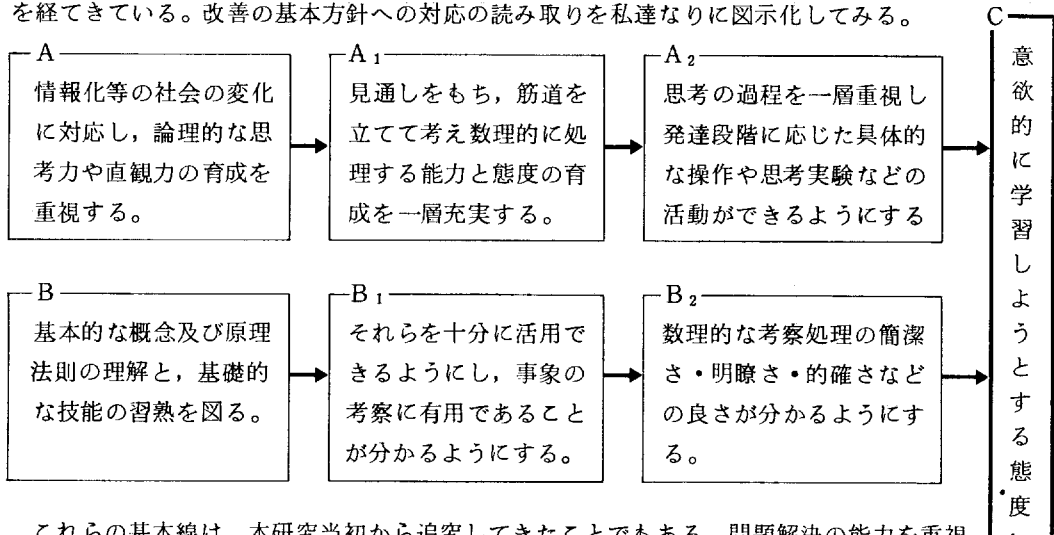 を経てきている。改善の基本方針への対応の読み取りを私達なりに図示化してみる。
A
情報化等の社会の変化
に対応し，論理的な思
考力や直観力の育成を
重視する。
A₁
見通しをもち，筋道を
立てて考え数理的に処
理する能力と態度の育
成を一層充実する。
A₂
思考の過程を一層重視し
発達段階に応じた具体的
な操作や思考実験などの
活動ができるようにする
B
基本的な概念及び原理
法則の理解と，基礎的
な技能の習熟を図る。
B₁
それらを十分に活用で
きるようにし，事象の
考察に有用であること
が分かるようにする。
B₂
数理的な考察処理の簡潔
さ・明瞭さ・的確さなど
の良さが分かるようにす
る。
C
意欲的に学習しようとする態度
これらの基本線は，本研究当初から追究してきたことでもある。問題解決の能力を重視